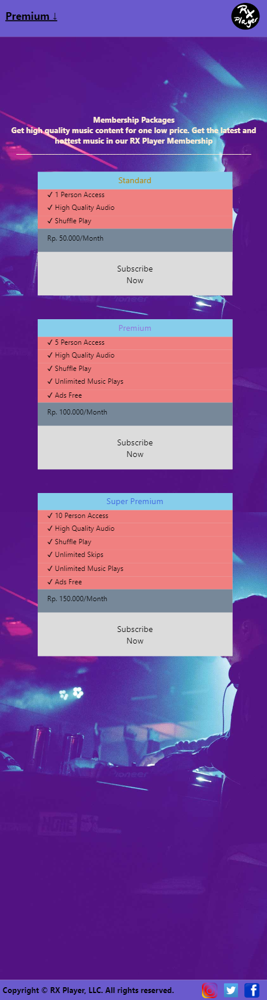 Premium ↓
RX
Player
Membership Packages
Get high quality music content for one low price. Get the latest and
hottest music in our RX Player Membership
Standard
✓ 1 Person Access
✓ High Quality Audio
✓ Shuffle Play
Rp. 50.000/Month
Subscribe
Now
Pioneer
Premium
✓ 5 Person Access
✓ High Quality Audio
✓ Shuffle Play
✓ Unlimited Music Plays
✓ Ads Free
Rp. 100.000/Month
Subscribe
Now
Super Premium
✓ 10 Person Access
✓ High Quality Audio
✓ Shuffle Play
✓ Unlimited Skips
✓ Unlimited Music Plays
✓ Ads Free
Rp. 150.000/Month
Subscribe
Now
Pioneer
Copyright © RX Player, LLC. All rights reserved.